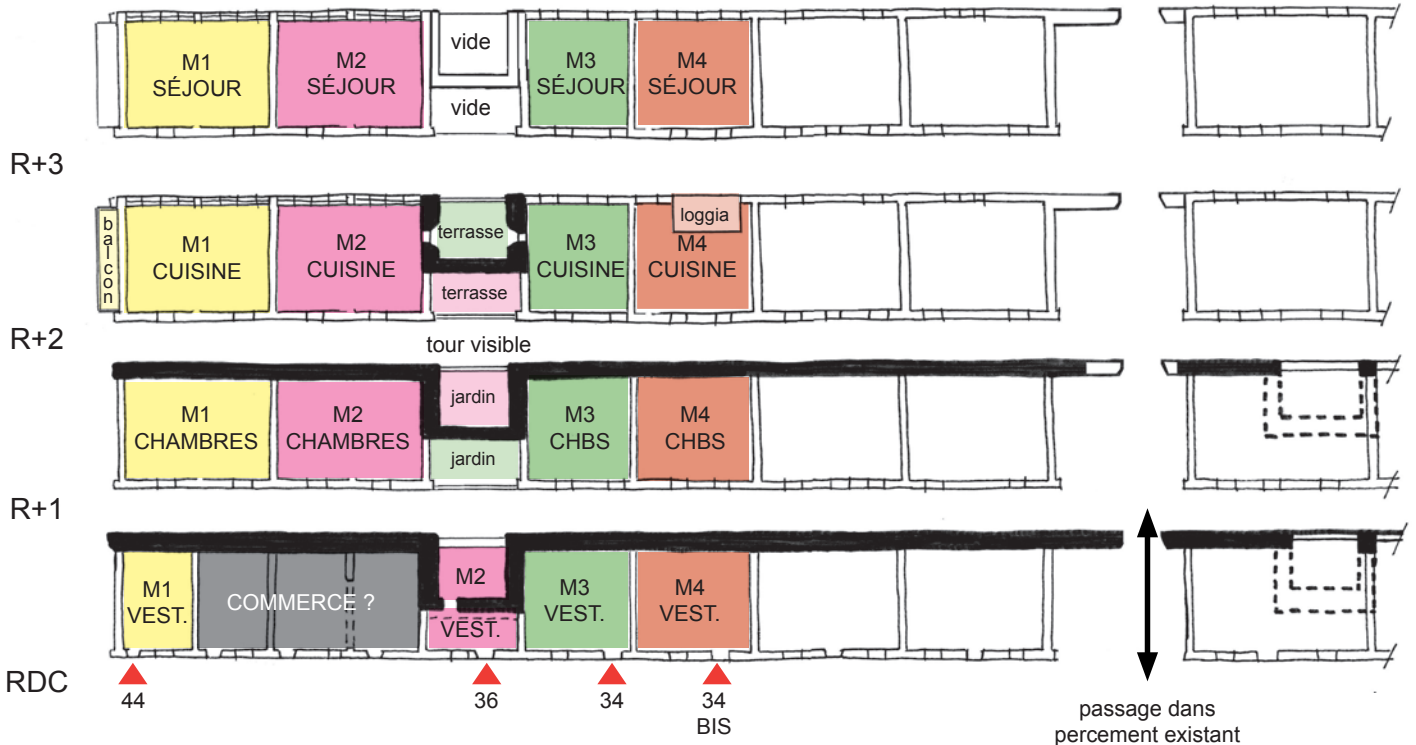 M1
SÉJOUR
M2
SÉJOUR
vide
vide
M3
SÉJOUR
M4
SÉJOUR
R+3
balcon
M1
CUISINE
M2
CUISINE
terrasse
terrasse
M3
CUISINE
loggia
M4
CUISINE
R+2
tour visible
M1
CHAMBRES
M2
CHAMBRES
jardin
jardin
M3
CHBS
M4
CHBS
R+1
M1
VEST.
COMMERCE ?
M2
VEST.
M3
VEST.
M4
VEST.
RDC
44
36
34
34
BIS
passage dans
percement existant